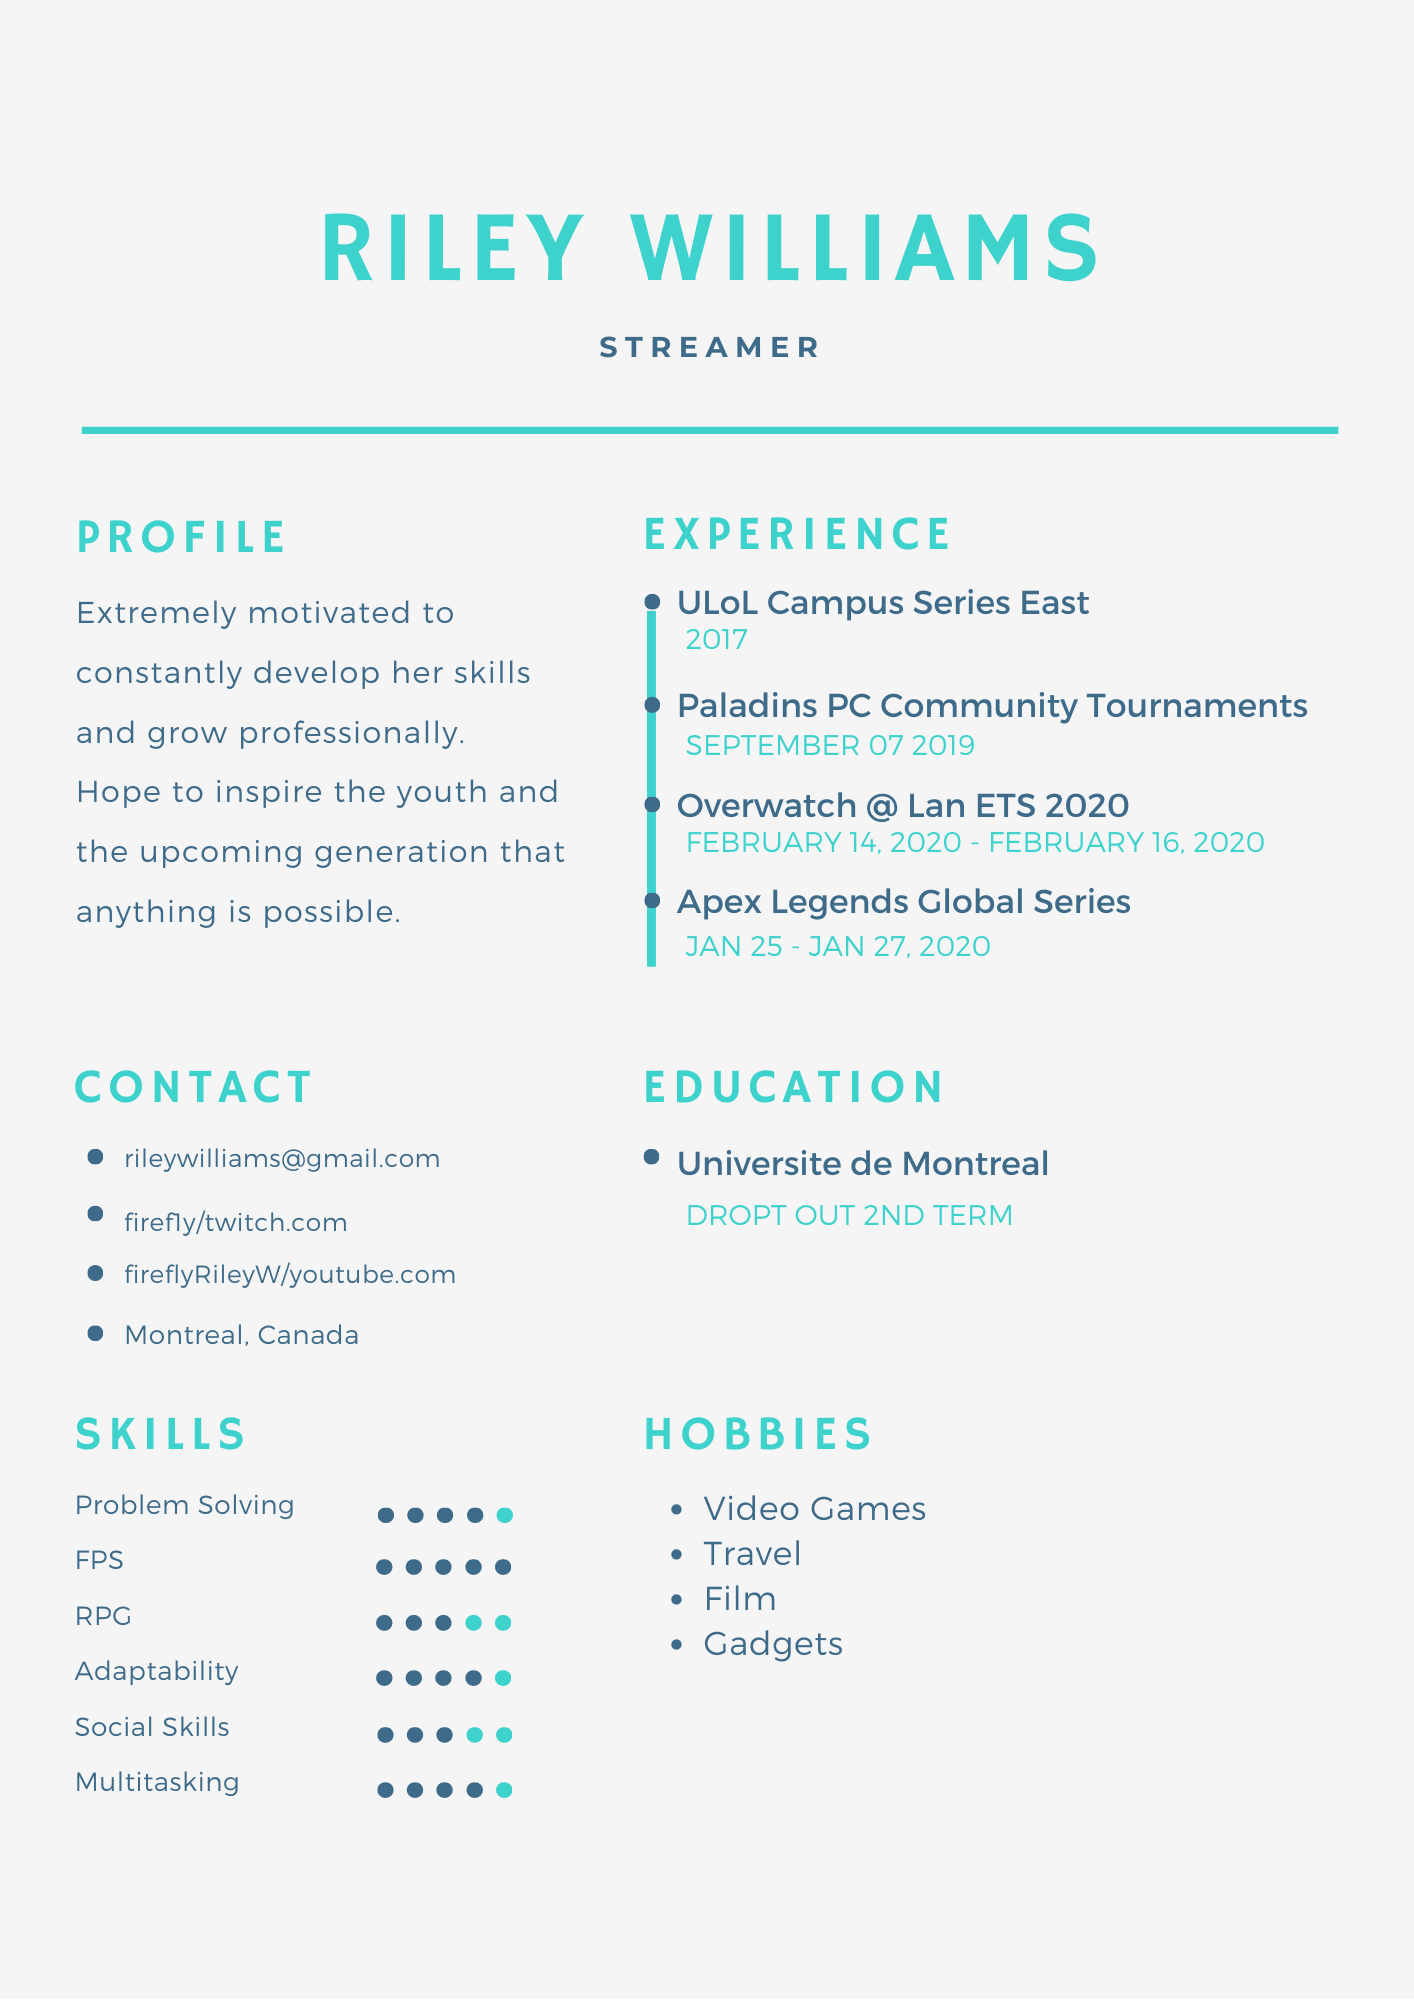 RILEY WILLIAMS
STREAMER
PROFILE
Extremely motivated to
constantly develop her skills
and grow professionally.
Hope to inspire the youth and
the upcoming generation that
anything is possible.
EXPERIENCE
ULoL Campus Series East
2017
Paladins PC Community Tournaments
SEPTEMBER 07 2019
Overwatch @ Lan ETS 2020
FEBRUARY 14, 2020 - FEBRUARY 16, 2020
Apex Legends Global Series
JAN 25 - JAN 27, 2020
CONTACT
rileywilliams@gmail.com
firefly/twitch.com
fireflyRileyW/youtube.com
Montreal, Canada
EDUCATION
Universite de Montreal
DROPT OUT 2ND TERM
SKILLS
Problem Solving
FPS
RPG
Adaptability
Social Skills
Multitasking
HOBBIES
Video Games
Travel
Film
Gadgets